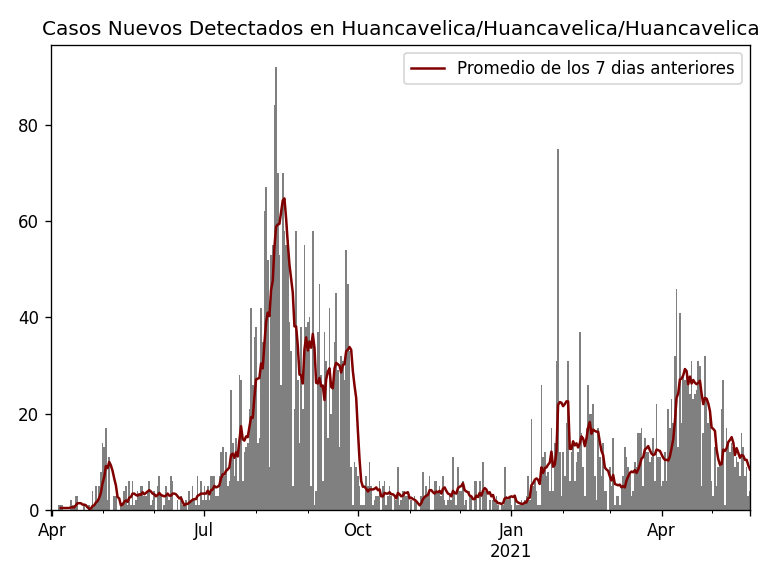 Casos Nuevos Detectados en Huancavelica/Huancavelica/Huancavelica
Promedio de los 7 dias anteriores
80
60
40
20
0
Apr Jul Oct Jan Apr
2021